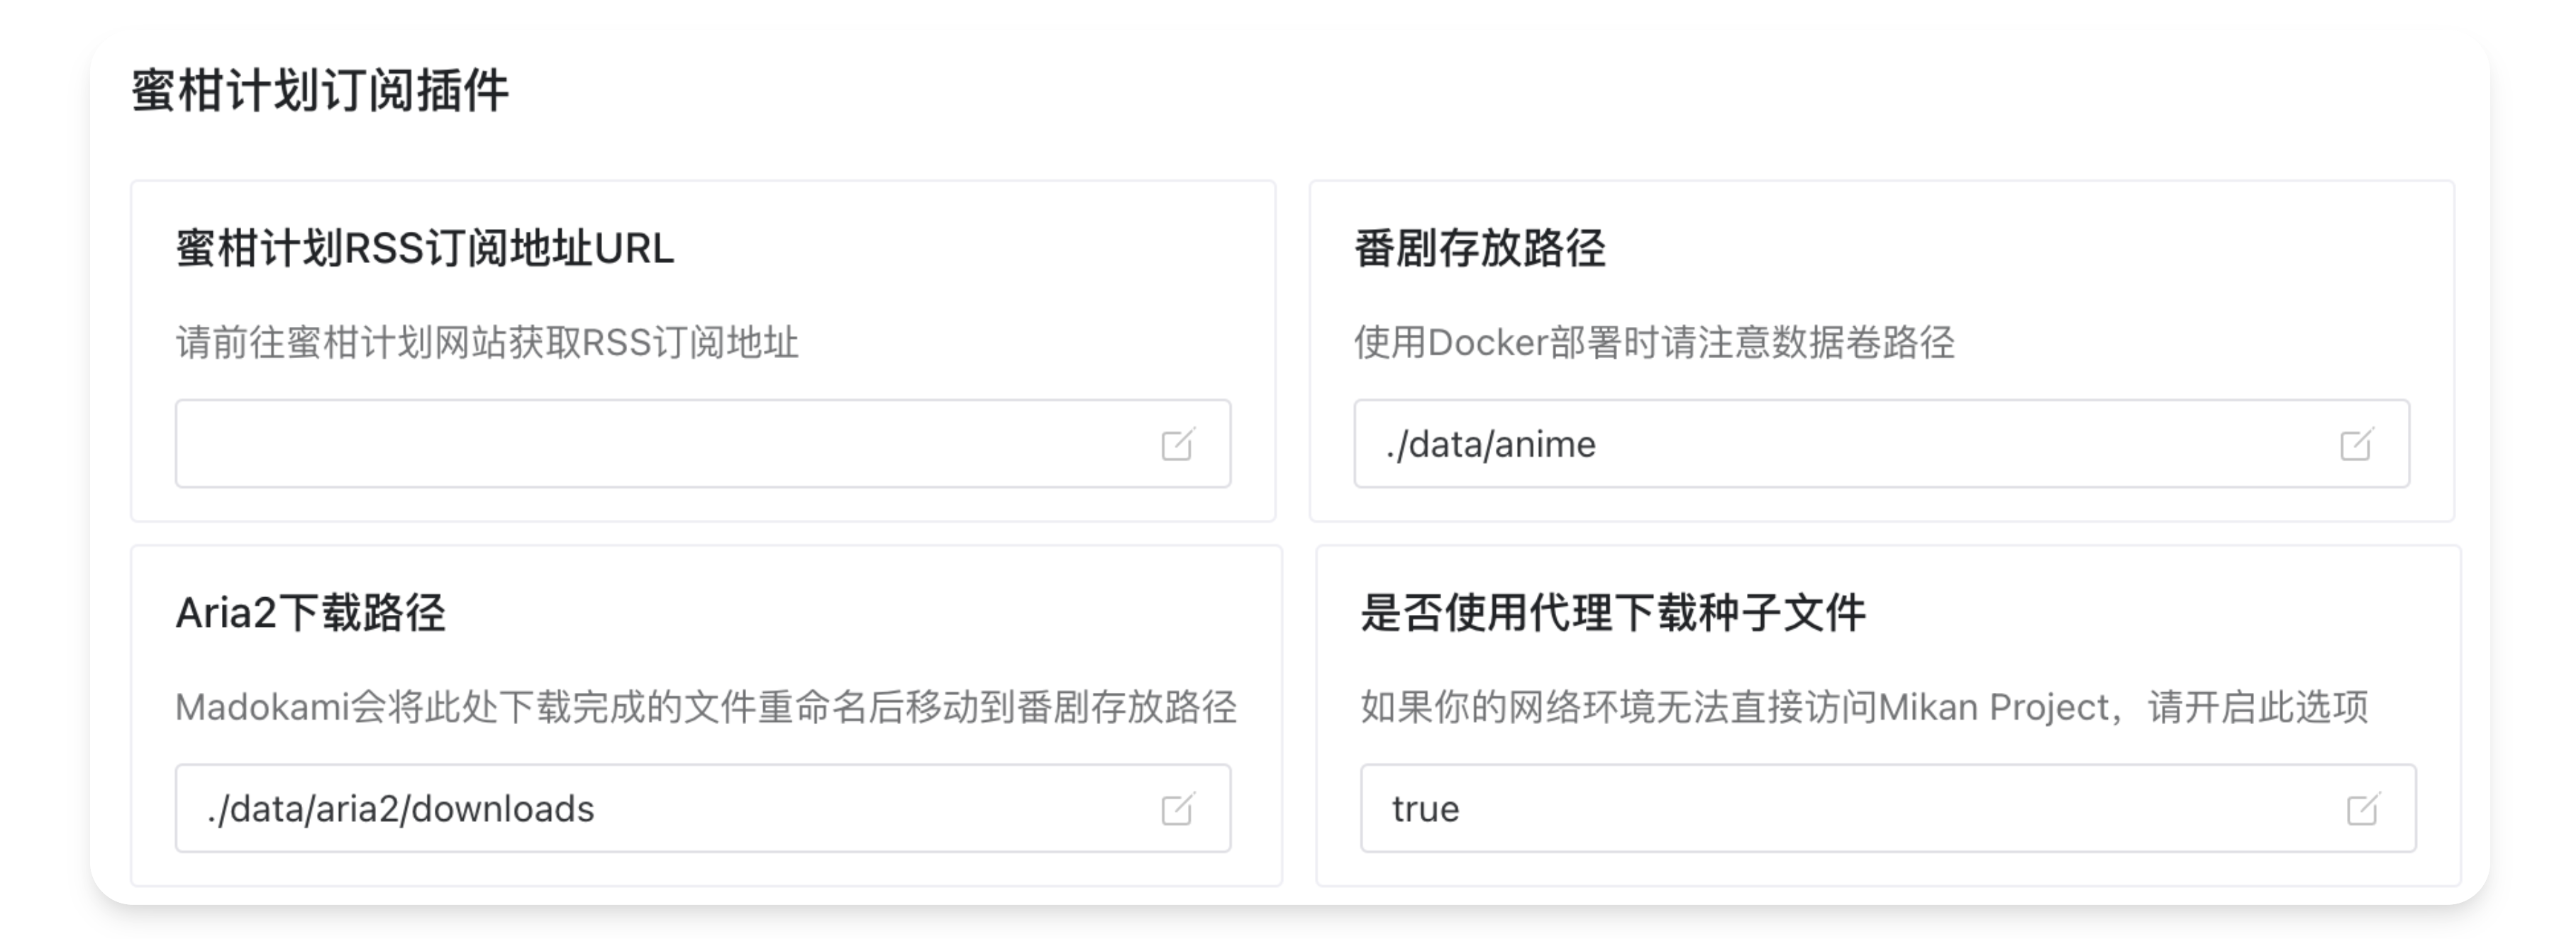 蜜柑计划订阅插件
蜜柑计划RSS订阅地址URL
请前往蜜柑计划网站获取RSS订阅地址
番剧存放路径
使用Docker部署时请注意数据卷路径
./data/anime
Aria2下载路径
Madokami会将此处下载完成的文件重命名后移动到番剧存放路径
./data/aria2/downloads
是否使用代理下载种子文件
如果你的网络环境无法直接访问Mikan Project，请开启此选项
true